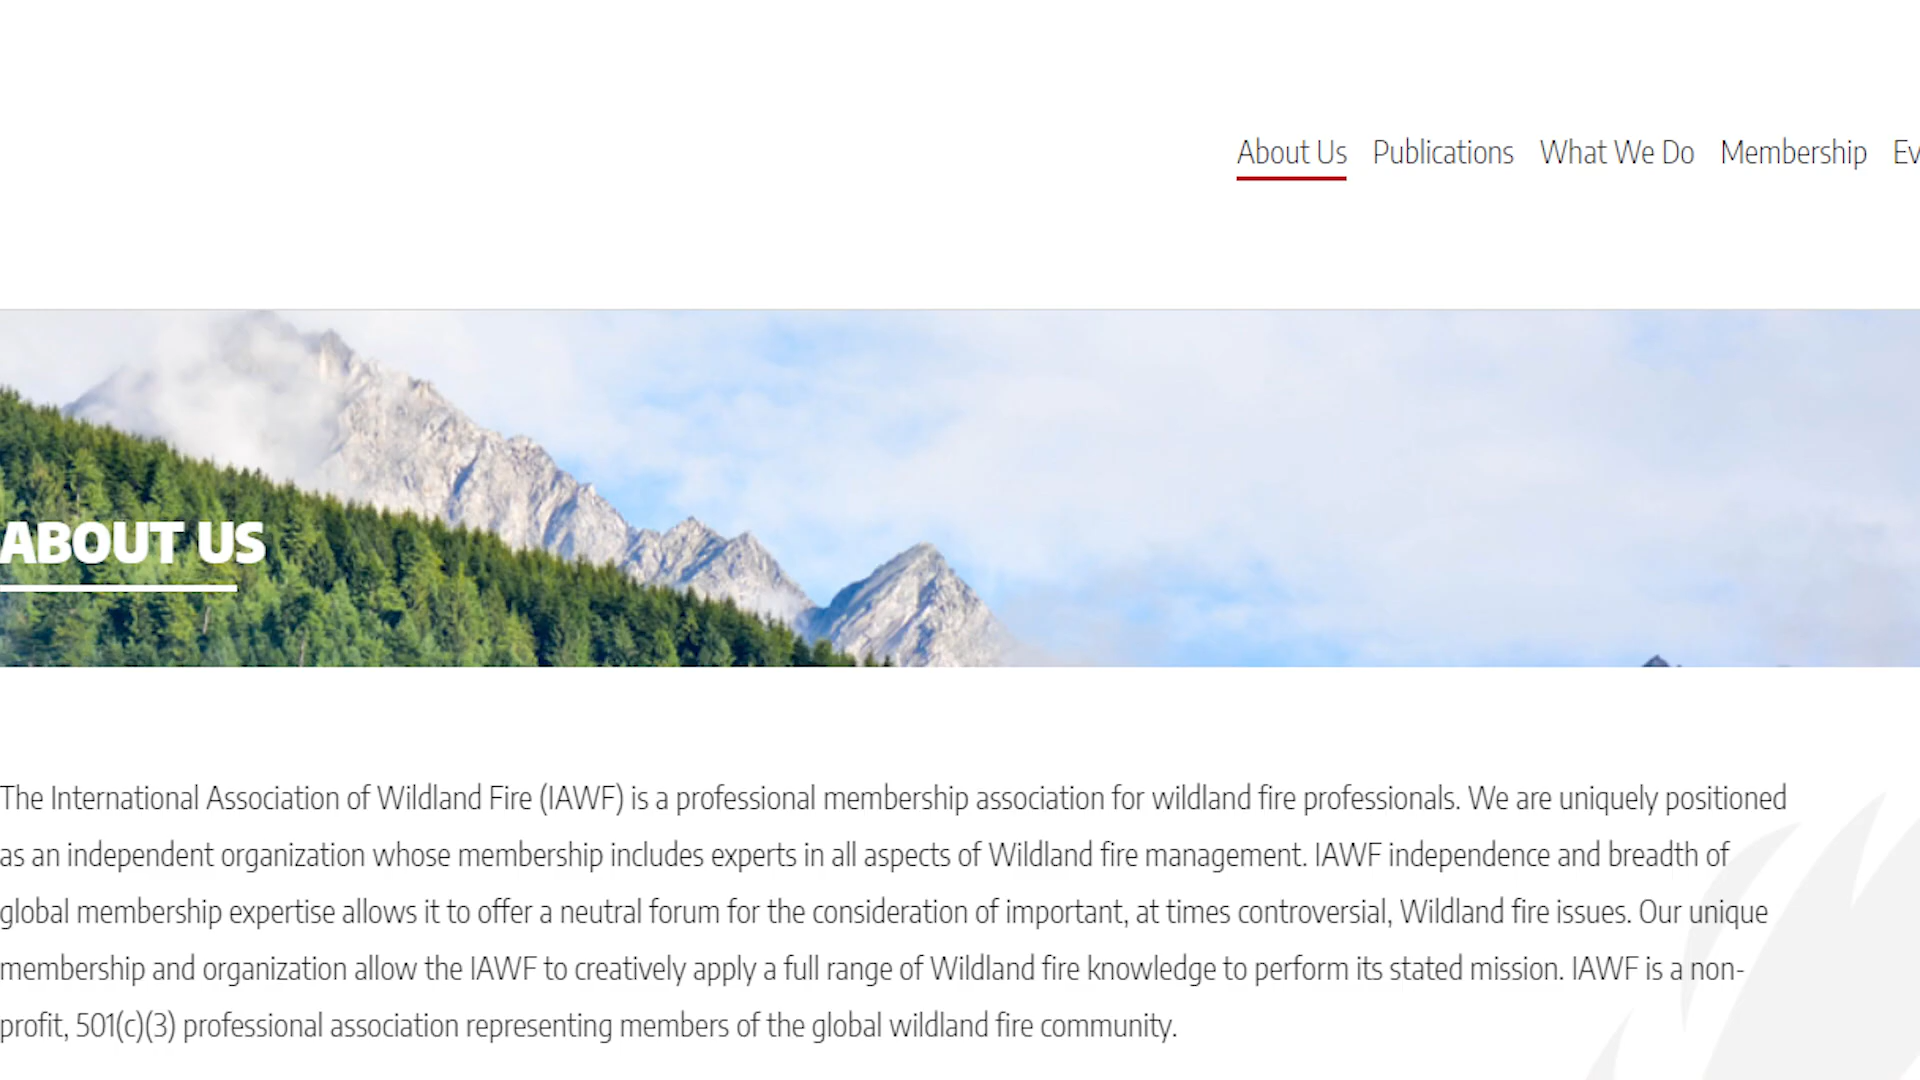 About Us Publications What We Do Membership
ABOUT US
The International Association of Wildland Fire (IAWF) is a professional membership association for wildland fire professionals. We are uniquely positioned
as an independent organization whose membership includes experts in all aspects of Wildland fire management. IAWF independence and breadth of
global membership expertise allows it to offer a neutral forum for the consideration of important, at times controversial, Wildland fire issues. Our unique
membership and organization allow the IAWF to creatively apply a full range of Wildland fire knowledge to perform its stated mission. IAWF is a non-
profit, 501(c)(3) professional association representing members of the global wildland fire community.